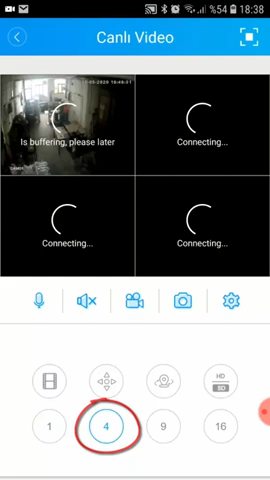 %54 18:38
Canlı Video
Is buffering, please later
Connecting...
Connecting...
Connecting...
HD
SD
1
4
9
16